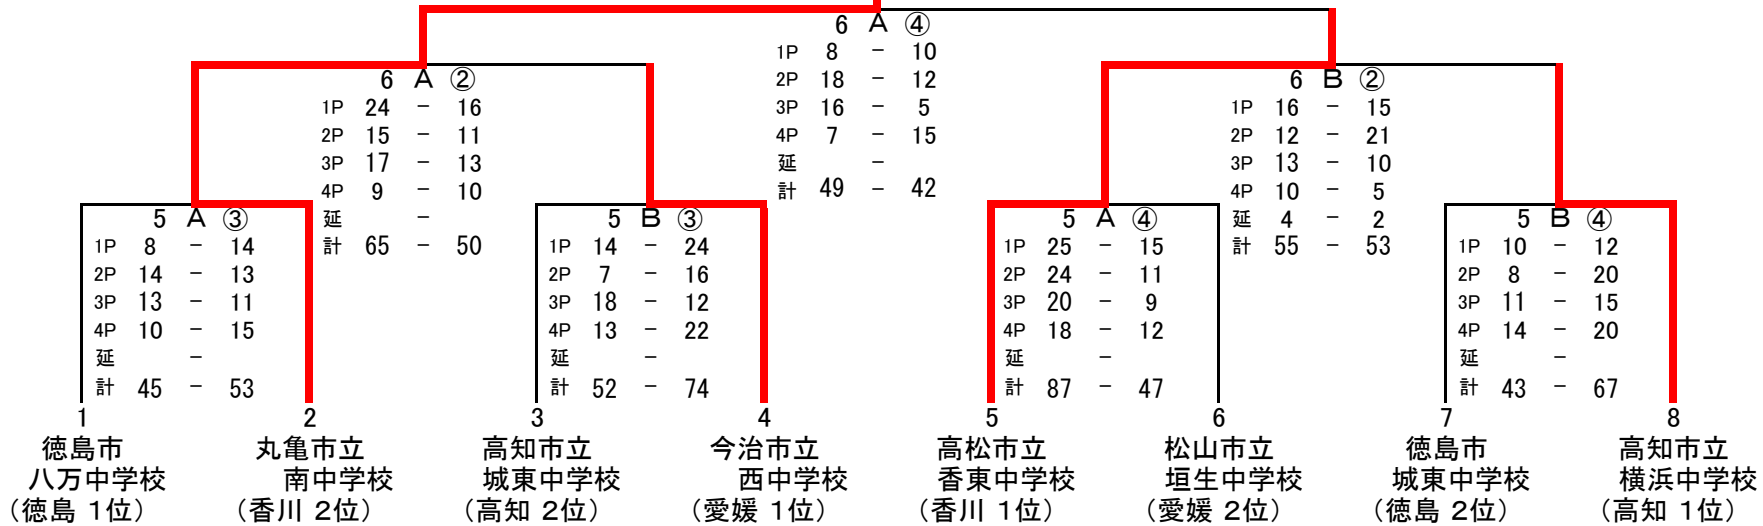 6 A ④
1P 8 - 10
2P 18 - 12
3P 16 - 5
4P 7 - 15
延 -
計 49 - 42
6 A ②
1P 24 - 16
2P 15 - 11
3P 17 - 13
4P 9 - 10
延 -
計 65 - 50
6 B ②
1P 16 - 15
2P 12 - 21
3P 13 - 10
4P 10 - 5
延 4 - 2
計 55 - 53
5 A ③
1P 8 - 14
2P 14 - 13
3P 13 - 11
4P 10 - 15
延 -
計 45 - 53
5 B ③
1P 14 - 24
2P 7 - 16
3P 18 - 12
4P 13 - 22
延 -
計 52 - 74
5 A ④
1P 25 - 15
2P 24 - 11
3P 20 - 9
4P 18 - 12
延 -
計 87 - 47
5 B ④
1P 10 - 12
2P 8 - 20
3P 11 - 15
4P 14 - 20
延 -
計 43 - 67
1
徳島市
八万中学校
（徳島 1位）
2
丸亀市立
南中学校
（香川 2位）
3
高知市立
城東中学校
（高知 2位）
4
今治市立
西中学校
（愛媛 1位）
5
高松市立
香東中学校
（香川 1位）
6
松山市立
垣生中学校
（愛媛 2位）
7
徳島市
城東中学校
（徳島 2位）
8
高知市立
横浜中学校
（高知 1位）